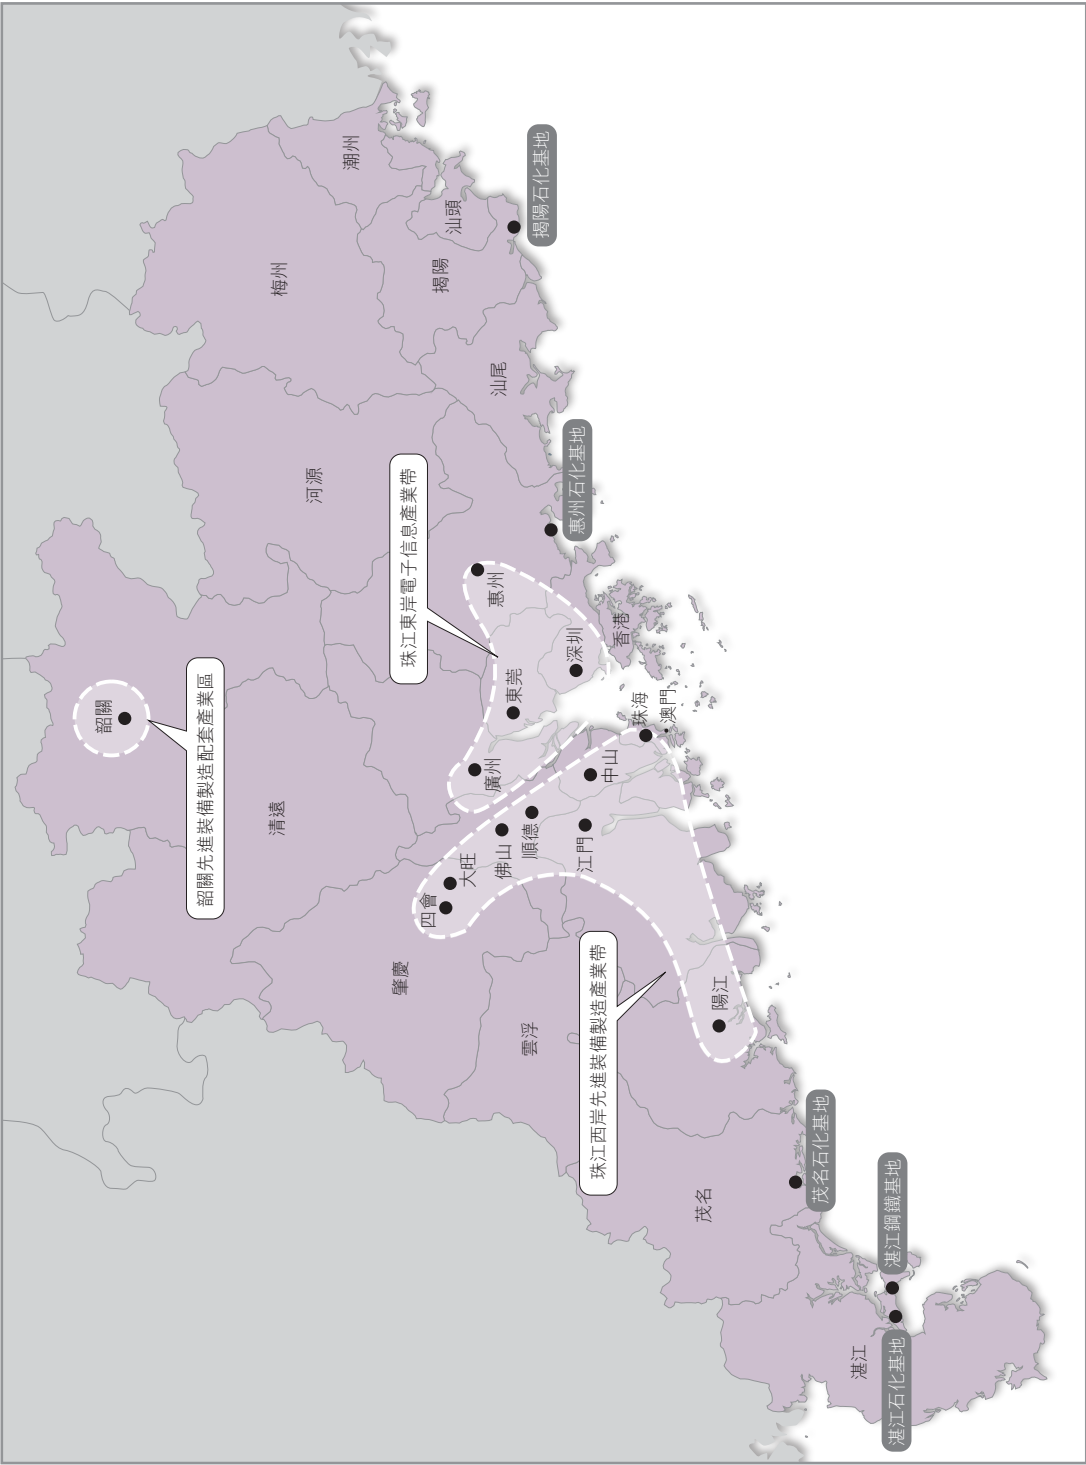 韶關
韶關先進裝備製造配套產業區
清遠
河源
梅州
潮州
汕頭
揭陽
揭陽石化基地
汕尾
珠江東岸電子信息產業帶
惠州
惠州石化基地
東莞
深圳
香港
廣州
珠海
澳門
中山
順德
佛山
大旺
四會
江門
肇慶
雲浮
珠江西岸先進裝備製造產業帶
陽江
茂名
茂名石化基地
湛江鋼鐵基地
湛江
湛江石化基地